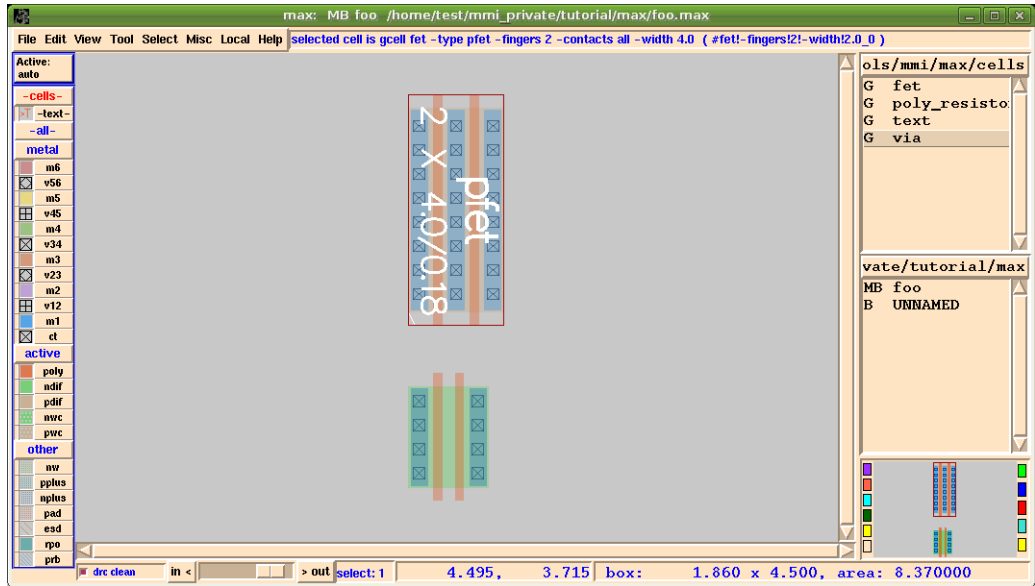 max: MB foo /home/test/mmi_private/tutorial/max/foo.max
File Edit View Tool Select Misc Local Help
selected cell is gcell fet -type pfet -fingers 2 -contacts all -width 4.0 ( #fet!-fingers!2!-width!2.0_0 )
Active:
auto
-cells-
>T -text-
-all-
metal
m6
v56
m5
v45
m4
v34
m3
v23
m2
v12
m1
ct
active
poly
ndif
pdif
nwc
pwc
other
nw
pplus
nplus
pad
esd
rpo
prb
2 X 4.0/0.18
pfet
ols/mmi/max/cells
G fet
G poly_resisto
G text
G via
vate/tutorial/max
MB foo
B UNNAMED
drc clean
in <
> out
select: 1
4.495, 3.715
box: 1.860 x 4.500, area: 8.370000